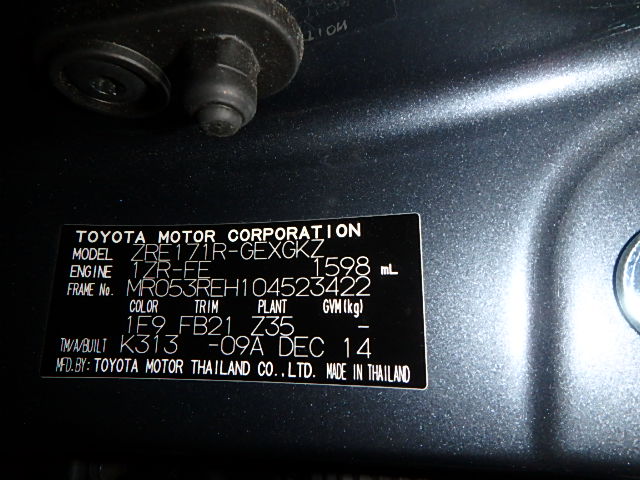 TOYOTA MOTOR CORPORATION
MODEL ZRE171R-GEXGKZ
ENGINE 1ZR-FE 1598 mL
FRAME No. MR053REH104523422
COLOR TRIM PLANT GVM(kg)
1E9 FB21 Z35 -
TM/A/BUILT K313 -09A DEC 14
MFD.BY: TOYOTA MOTOR THAILAND CO.,LTD. MADE IN THAILAND